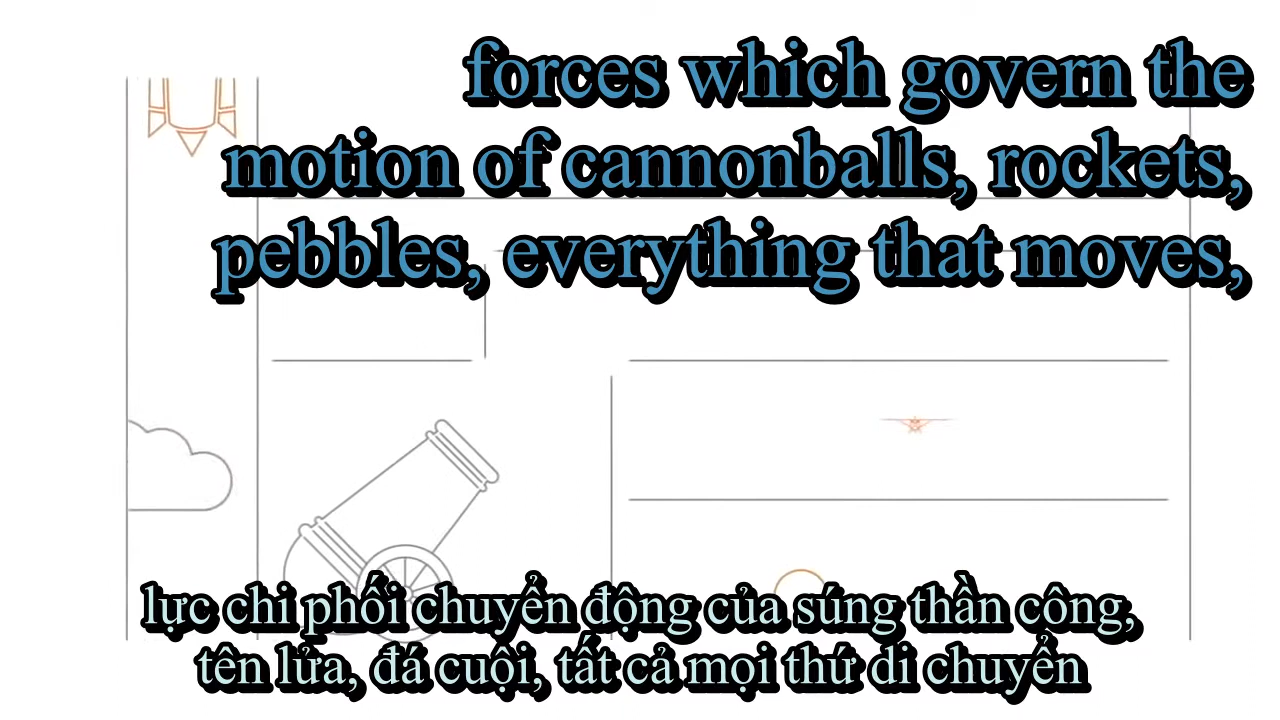 forces which govern the
motion of cannonballs, rockets,
pebbles, everything that moves,
lực chi phối chuyển động của súng thần công,
tên lửa, đá cuội, tất cả mọi thứ di chuyển